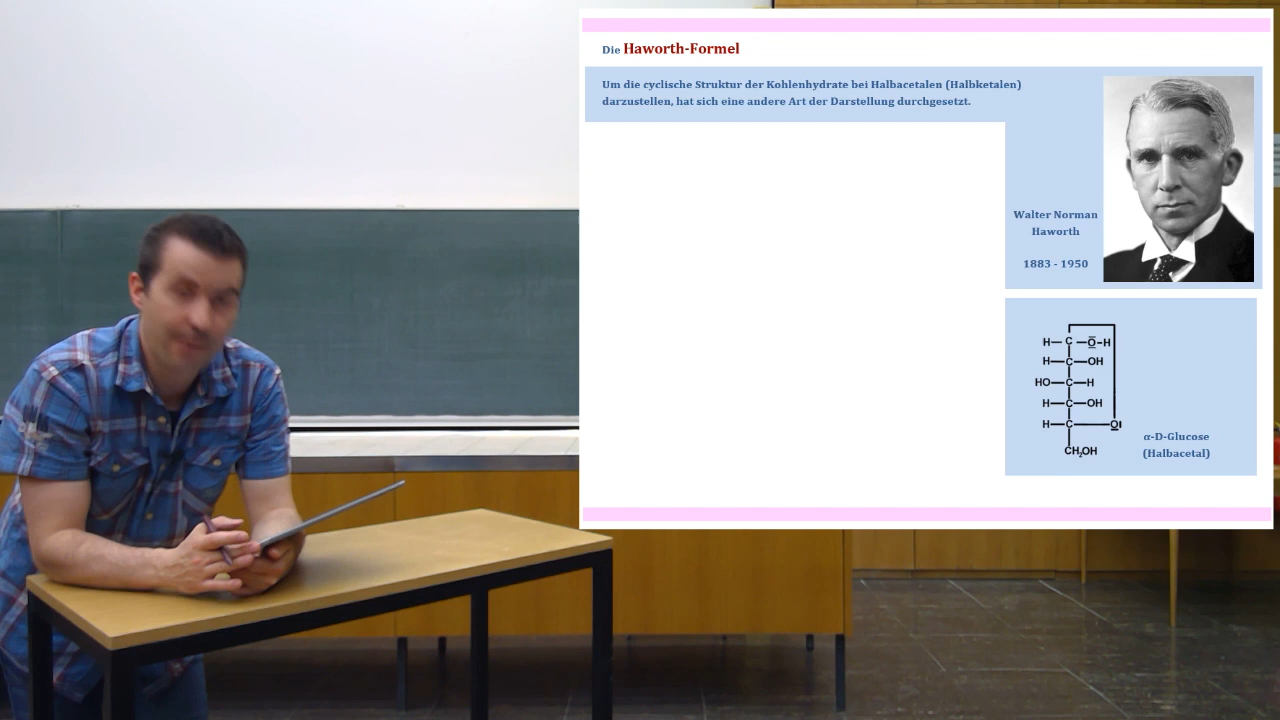 Die Haworth-Formel
Um die cyclische Struktur der Kohlenhydrate bei Halbacetalen (Halbketalen)
darzustellen, hat sich eine andere Art der Darstellung durchgesetzt.
Walter Norman
Haworth
1883 - 1950
H C O H
H C OH
HO C H
H C OH
H C O
CH2OH
α-D-Glucose
(Halbacetal)